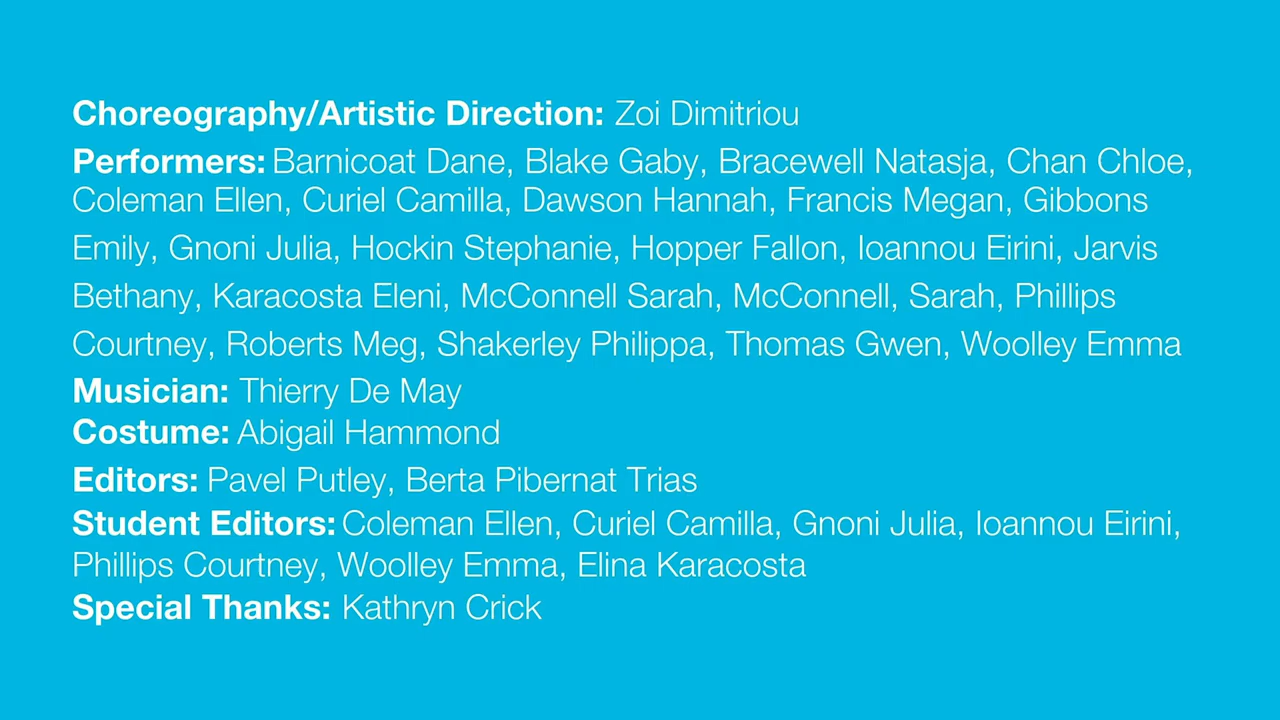 Choreography/Artistic Direction: Zoi Dimitriou
Performers: Barnicoat Dane, Blake Gaby, Bracewell Natasja, Chan Chloe,
Coleman Ellen, Curiel Camilla, Dawson Hannah, Francis Megan, Gibbons
Emily, Gnoni Julia, Hockin Stephanie, Hopper Fallon, Ioannou Eirini, Jarvis
Bethany, Karacosta Eleni, McConnell Sarah, McConnell, Sarah, Phillips
Courtney, Roberts Meg, Shakerley Philippa, Thomas Gwen, Woolley Emma
Musician: Thierry De May
Costume: Abigail Hammond
Editors: Pavel Putley, Berta Pibernat Trias
Student Editors: Coleman Ellen, Curiel Camilla, Gnoni Julia, Ioannou Eirini,
Phillips Courtney, Woolley Emma, Elina Karacosta
Special Thanks: Kathryn Crick